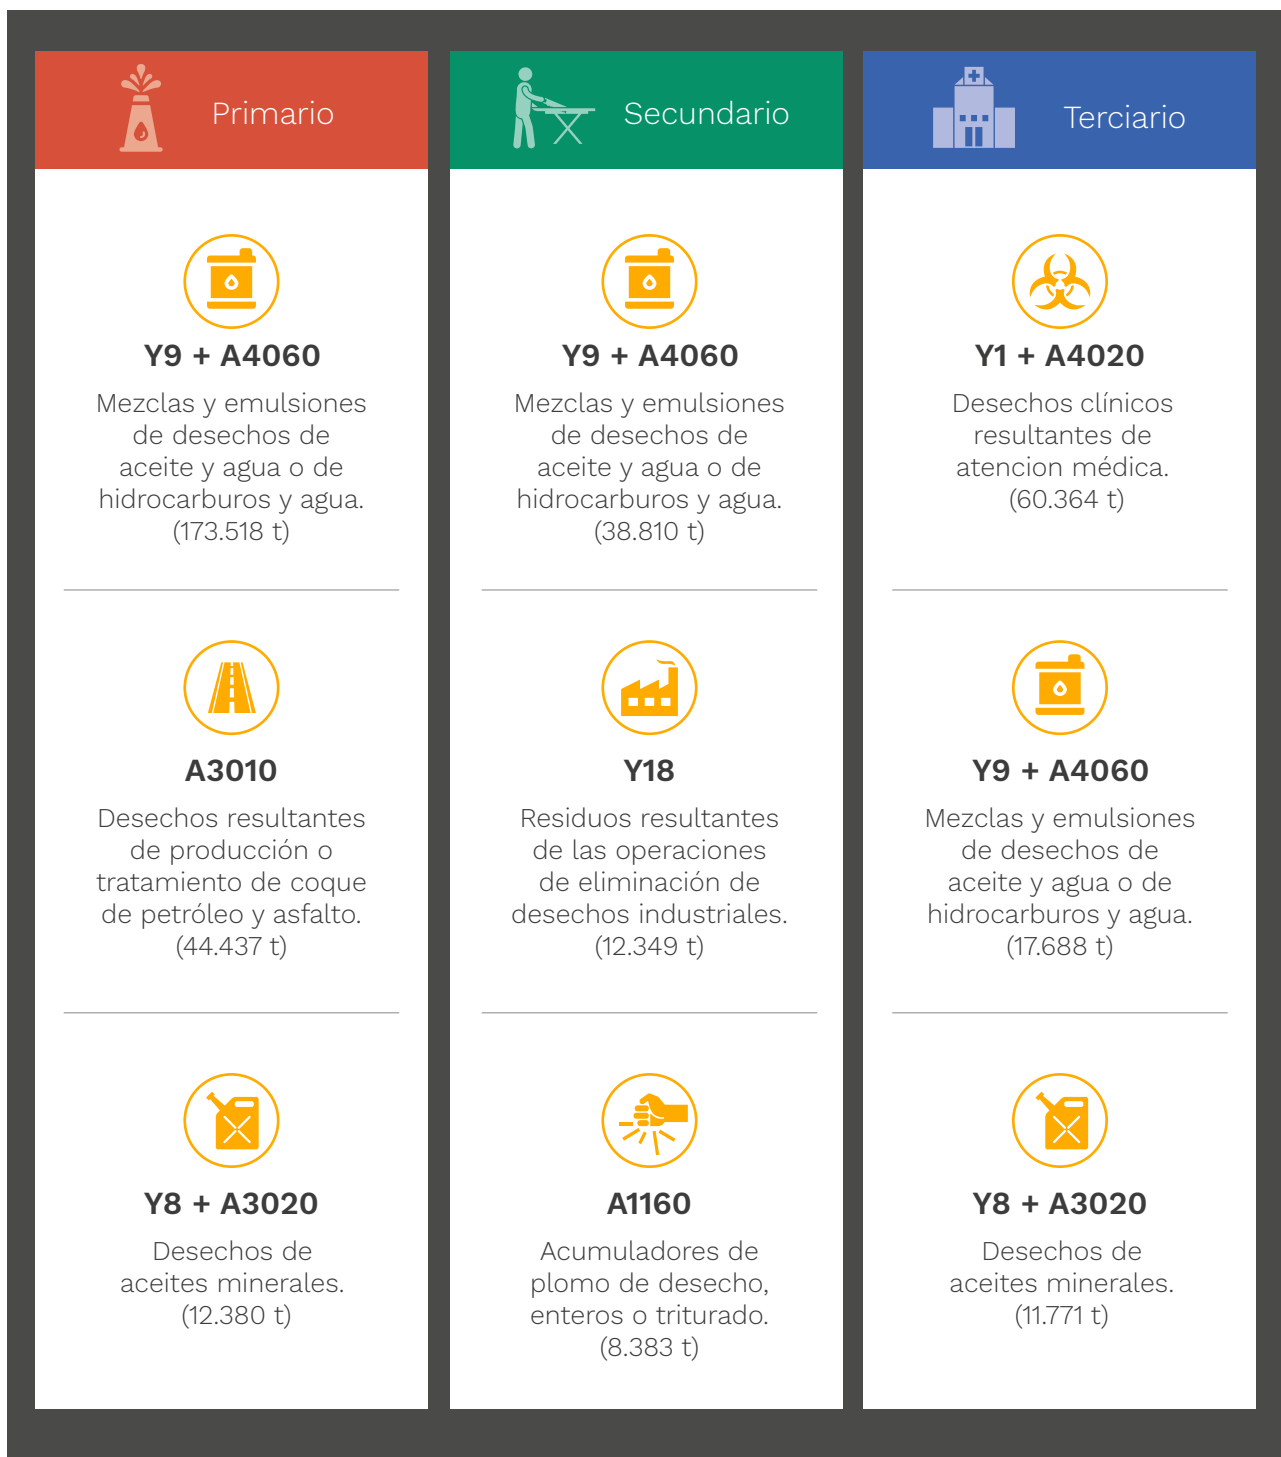 Primario
Y9 + A4060
Mezclas y emulsiones
de desechos de
aceite y agua o de
hidrocarburos y agua.
(173.518 t)
A3010
Desechos resultantes
de producción o
tratamiento de coque
de petróleo y asfalto.
(44.437 t)
Y8 + A3020
Desechos de
aceites minerales.
(12.380 t)
Secundario
Y9 + A4060
Mezclas y emulsiones
de desechos de
aceite y agua o de
hidrocarburos y agua.
(38.810 t)
Y18
Residuos resultantes
de las operaciones
de eliminación de
desechos industriales.
(12.349 t)
A1160
Acumuladores de
plomo de desecho,
enteros o triturado.
(8.383 t)
Terciario
Y1 + A4020
Desechos clínicos
resultantes de
atencion médica.
(60.364 t)
Y9 + A4060
Mezclas y emulsiones
de desechos de
aceite y agua o de
hidrocarburos y agua.
(17.688 t)
Y8 + A3020
Desechos de
aceites minerales.
(11.771 t)